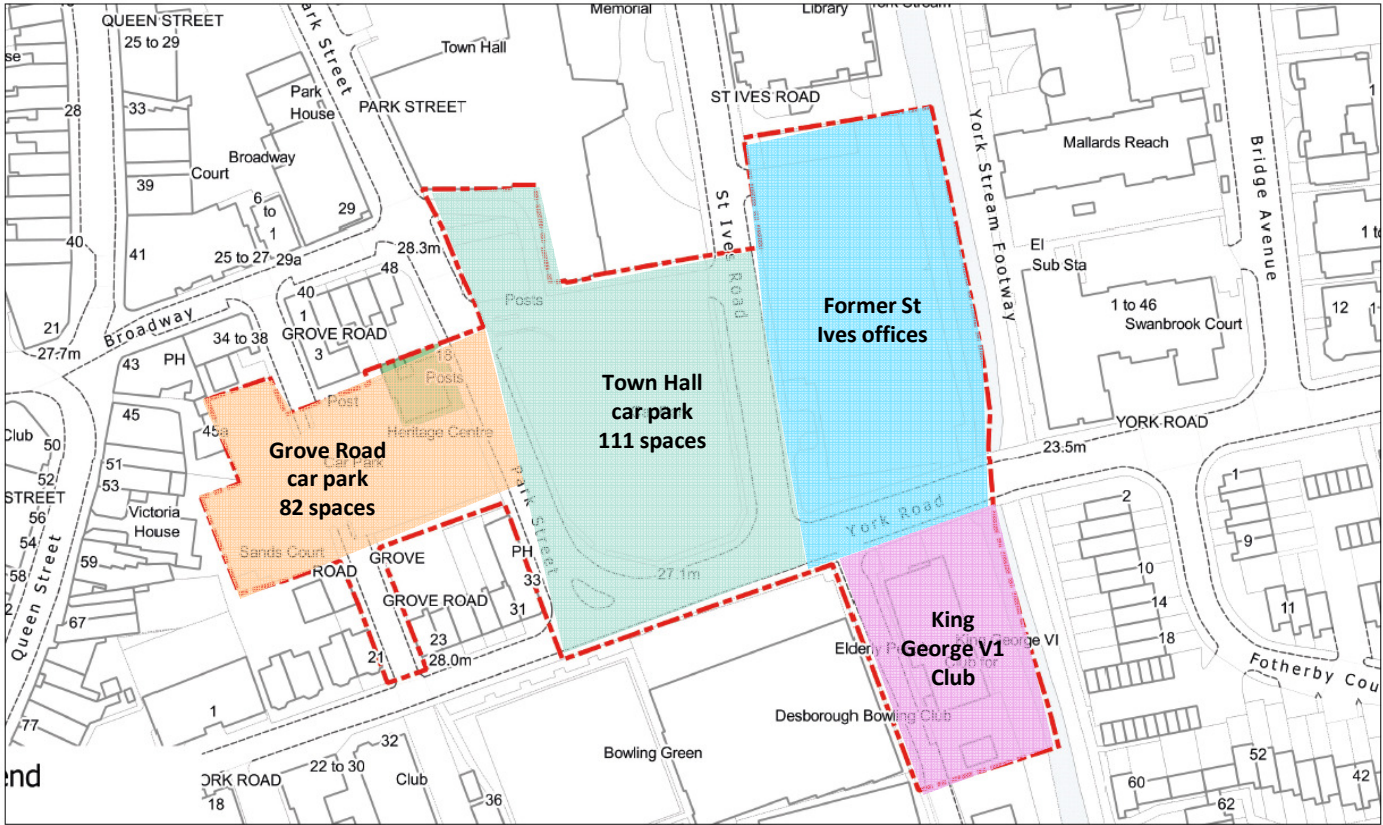 QUEEN STREET
25 to 29
Park Street
Memorial
Library
York Stream
Town Hall
28
33
Park
House
PARK STREET
ST IVES ROAD
Mallards Reach
Broadway
Court
39
6
to
1
29
York Stream Footway
Bridge Avenue
40
41
25 to 27
29a
28.3m
48
St Ives Road
El
Sub Sta
Posts
40
1
GROVE ROAD
3
Former St
Ives offices
1 to 46
Swanbrook Court
12
21
27.7m
Broadway
34 to 38
PH
43
18
Posts
Post
Town Hall
car park
111 spaces
45
45a
Heritage Centre
Club
50
52
STREET
51
53
56
54
58
Victoria
House
59
67
77
Queen Street
Grove Road
car park
82 spaces
Car Park
Sands Court
Park Street
York Road
YORK ROAD
23.5m
GROVE
ROAD
GROVE ROAD
PH
33
31
23
21
28.0m
27.1m
1
2
1
9
10
14
18
11
King
George V1
Club
King George VI
Club for
Elderly Pe
Desborough Bowling Club
Bowling Green
Fotherby Cou
end
ORK ROAD
18
22 to 30
32
Club
36
60
62
52
42